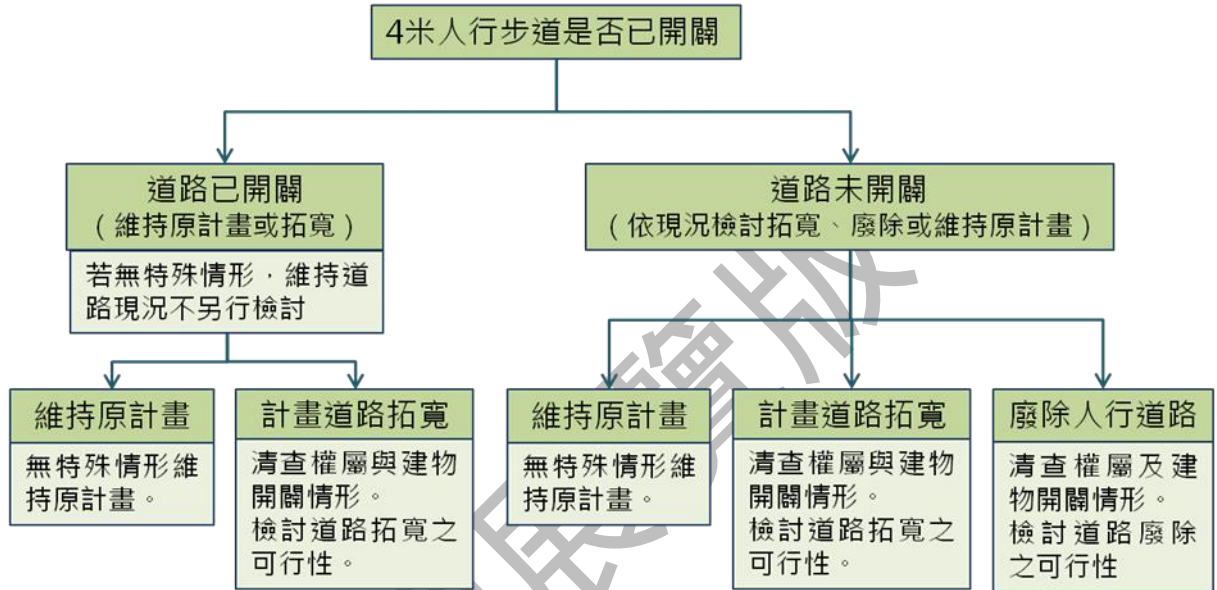 4米人行步道是否已開闢
道路已開闢
(維持原計畫或拓寬)
若無特殊情形,維持道
路現況不另行檢討
道路未開闢
(依現況檢討拓寬、廢除或維持原計畫)
維持原計畫
無特殊情形維
持原計畫。
計畫道路拓寬
清查權屬與建物
開闢情形。
檢討道路拓寬之
可行性。
維持原計畫
無特殊情形維
持原計畫。
計畫道路拓寬
清查權屬與建物
開闢情形。
檢討道路拓寬之
可行性。
廢除人行道路
清查權屬及建
物開闢情形。
檢討道路廢除
之可行性
展覽版